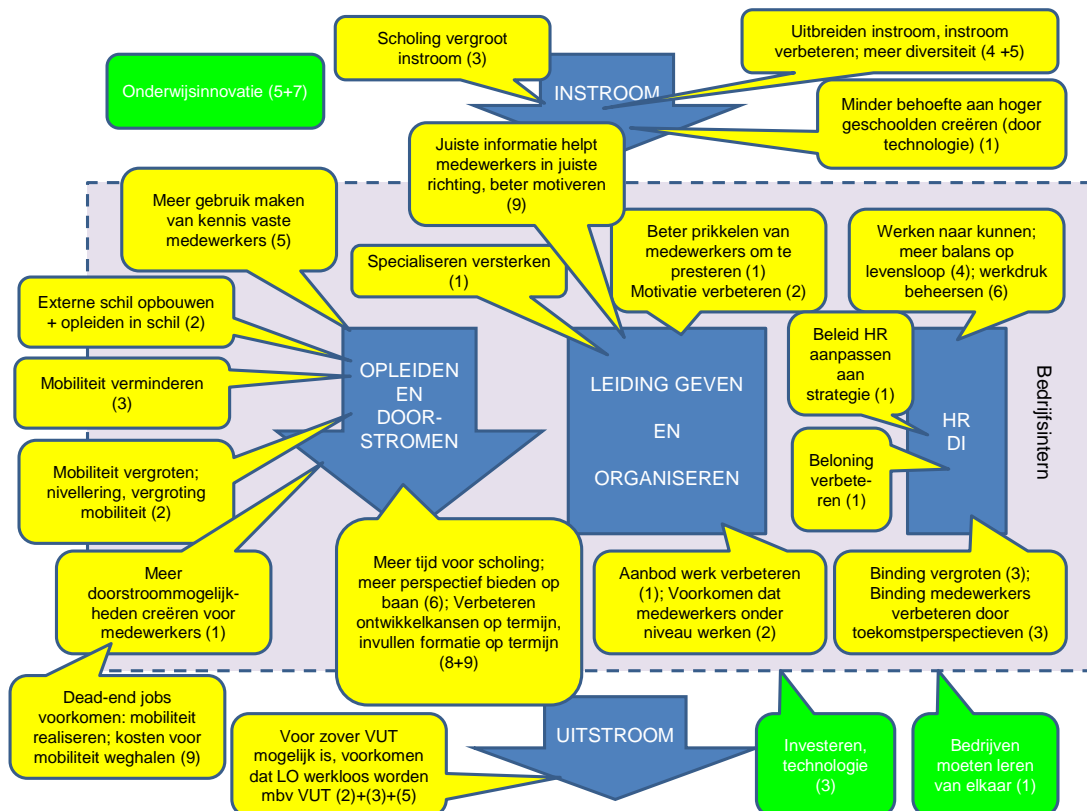 Scholing vergroot
instroom (3)
Uitbreiden instroom, instroom
verbeteren; meer diversiteit (4 +5)
Onderwijsinnovatie (5+7)
INSTROOM
Minder behoefte aan hoger
geschoolden creëren (door
technologie) (1)
Juiste informatie helpt
medewerkers in juiste
richting, beter motiveren
(9)
Meer gebruik maken
van kennis vaste
medewerkers (5)
Specialiseren versterken
(1)
Beter prikkelen van
medewerkers om te
presteren (1)
Motivatie verbeteren (2)
Werken naar kunnen;
meer balans op
levensloop (4); werkdruk
beheersen (6)
Externe schil opbouwen
+ opleiden in schil (2)
Mobiliteit verminderen
(3)
OPLEIDEN
EN
DOOR-
STROMEN
LEIDING GEVEN
EN
ORGANISEREN
Beleid HR
aanpassen
aan
strategie (1)
HR
DI
Bedrijfsintern
Beloning
verbete-
ren (1)
Mobiliteit vergroten;
nivellering, vergroting
mobiliteit (2)
Meer
doorstroommogelijk-
heden creëren voor
medewerkers (1)
Meer tijd voor scholing;
meer perspectief bieden op
baan (6); Verbeteren
ontwikkelkansen op termijn,
invullen formatie op termijn
(8+9)
Aanbod werk verbeteren
(1); Voorkomen dat
medewerkers onder
niveau werken (2)
Binding vergroten (3);
Binding medewerkers
verbeteren door
toekomstperspectieven (3)
Dead-end jobs
voorkomen: mobiliteit
realiseren; kosten voor
mobiliteit weghalen (9)
Voor zover VUT
mogelijk is, voorkomen
dat LO werkloos worden
mbv VUT (2)+(3)+(5)
UITSTROOM
Investeren,
technologie
(3)
Bedrijven
moeten leren
van elkaar (1)